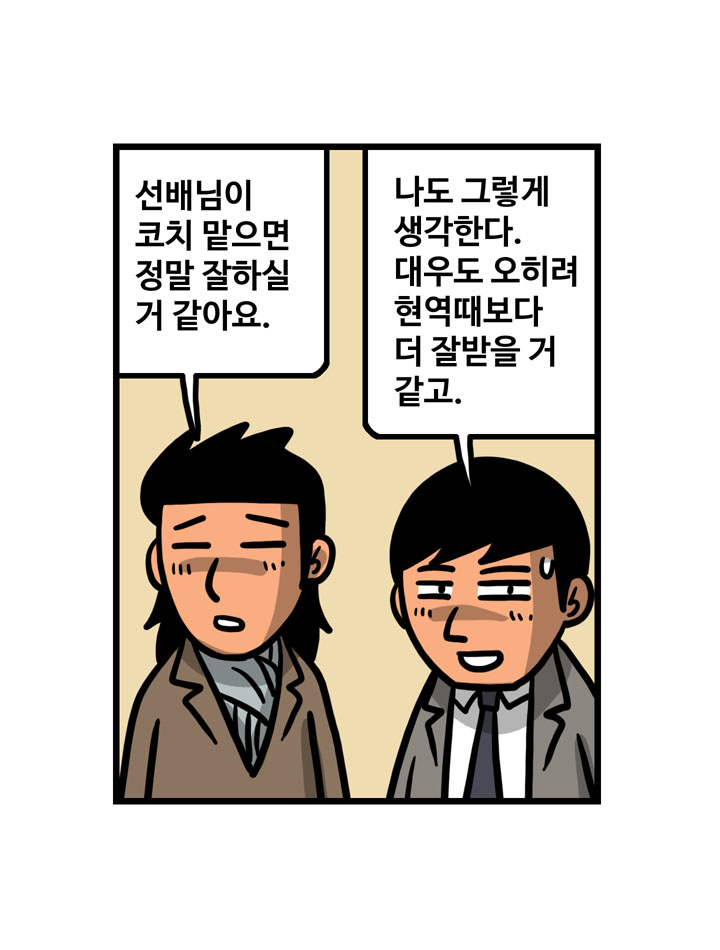 선배님이
코치 맡으면
정말 잘하실
거 같아요.
나도 그렇게
생각한다.
대우도 오히려
현역때보다
더 잘받을 거
같고.